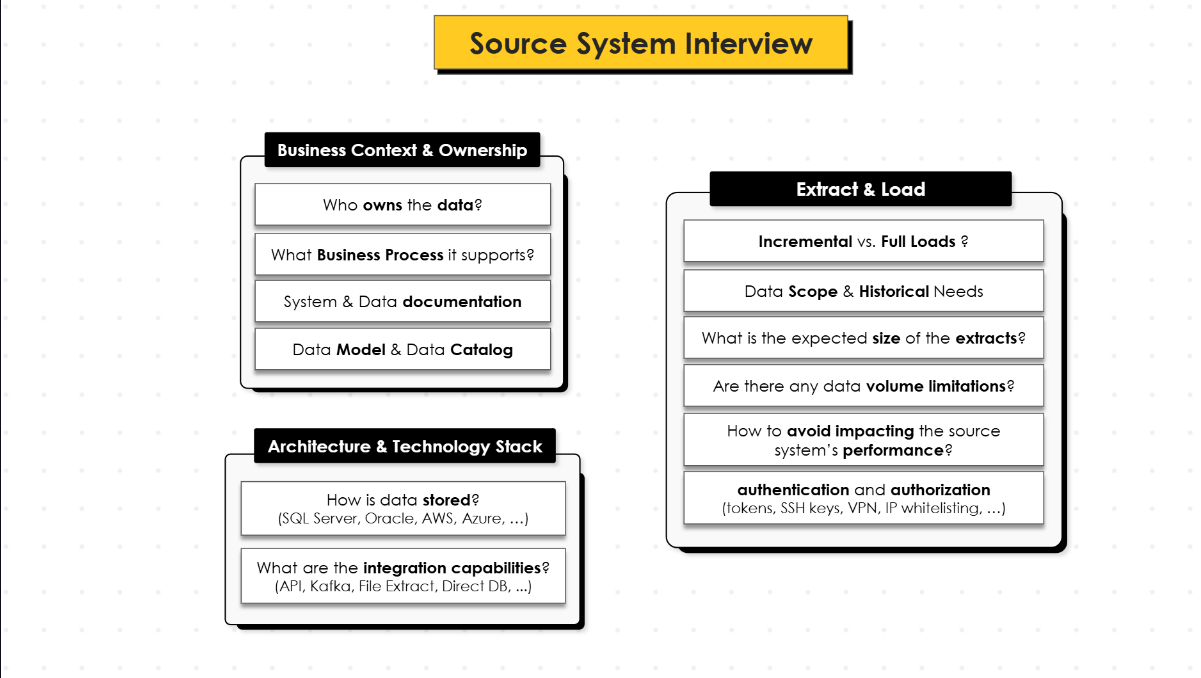 Source System Interview
Business Context & Ownership
Who owns the data?
What Business Process it supports?
System & Data documentation
Data Model & Data Catalog
Architecture & Technology Stack
How is data stored?
(SQL Server, Oracle, AWS, Azure, ...)
What are the integration capabilities?
(API, Kafka, File Extract, Direct DB, ...)
Extract & Load
Incremental vs. Full Loads ?
Data Scope & Historical Needs
What is the expected size of the extracts?
Are there any data volume limitations?
How to avoid impacting the source
system's performance?
authentication and authorization
(tokens, SSH keys, VPN, IP whitelisting, ...)